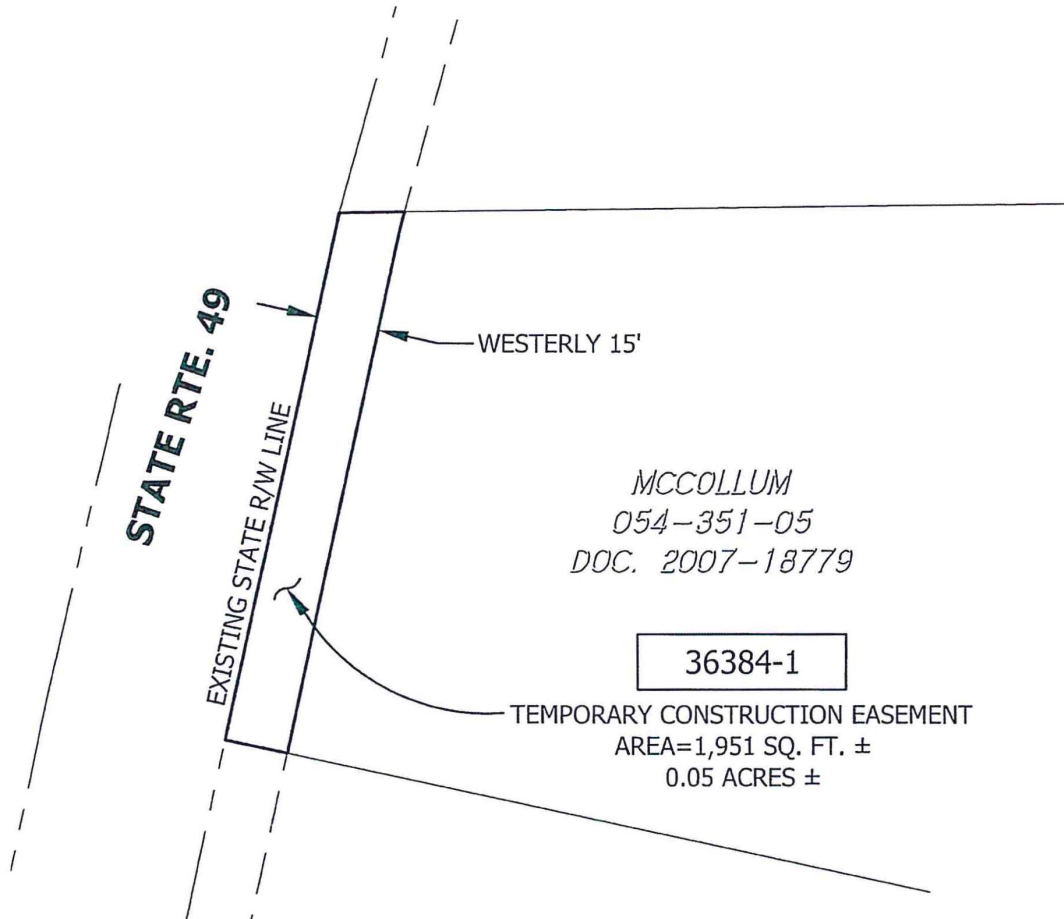 STATE RTE. 49
WESTERLY 15'
EXISTING STATE R/W LINE
MCCOLLUM
054-351-05
DOC. 2007-18779
36384-1
TEMPORARY CONSTRUCTION EASEMENT
AREA=1,951 SQ. FT. ±
0.05 ACRES ±